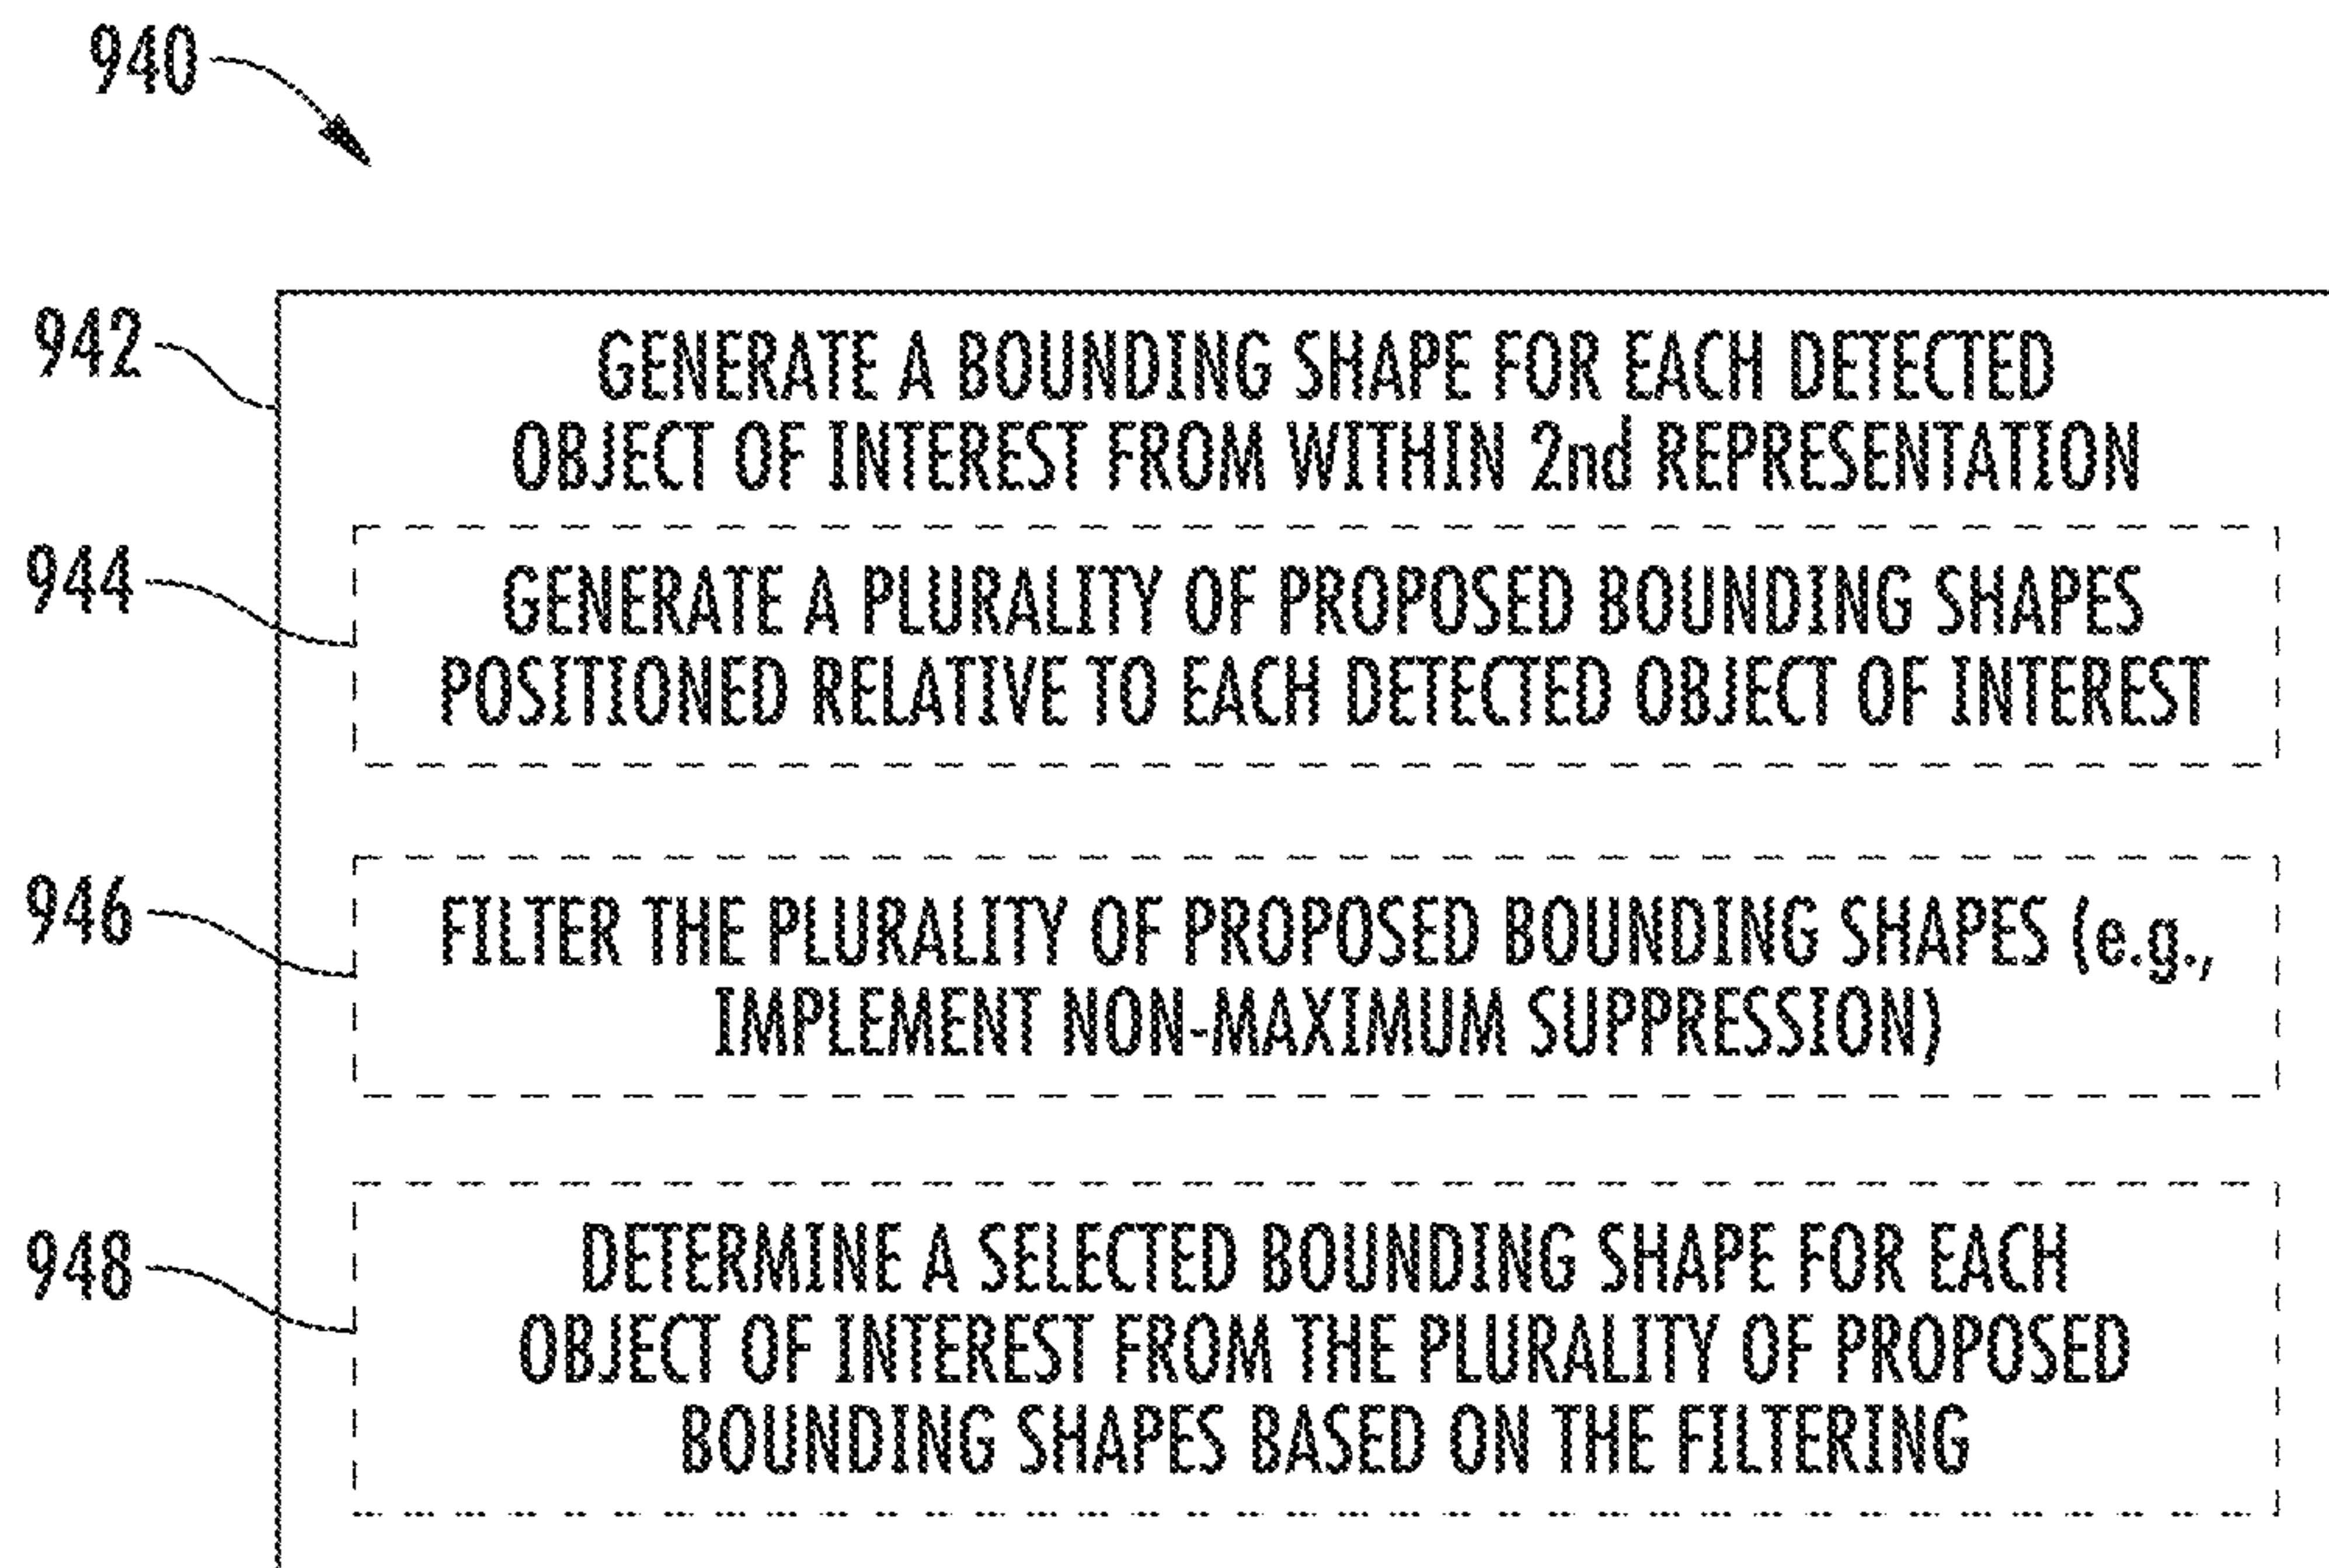 940
942
GENERATE A BOUNDING SHAPE FOR EACH DETECTED
OBJECT OF INTEREST FROM WITHIN 2nd REPRESENTATION
944
GENERATE A PLURALITY OF PROPOSED BOUNDING SHAPES
POSITIONED RELATIVE TO EACH DETECTED OBJECT OF INTEREST
946
FILTER THE PLURALITY OF PROPOSED BOUNDING SHAPES (e.g.,
IMPLEMENT NON-MAXIMUM SUPPRESSION)
948
DETERMINE A SELECTED BOUNDING SHAPE FOR EACH
OBJECT OF INTEREST FROM THE PLURALITY OF PROPOSED
BOUNDING SHAPES BASED ON THE FILTERING